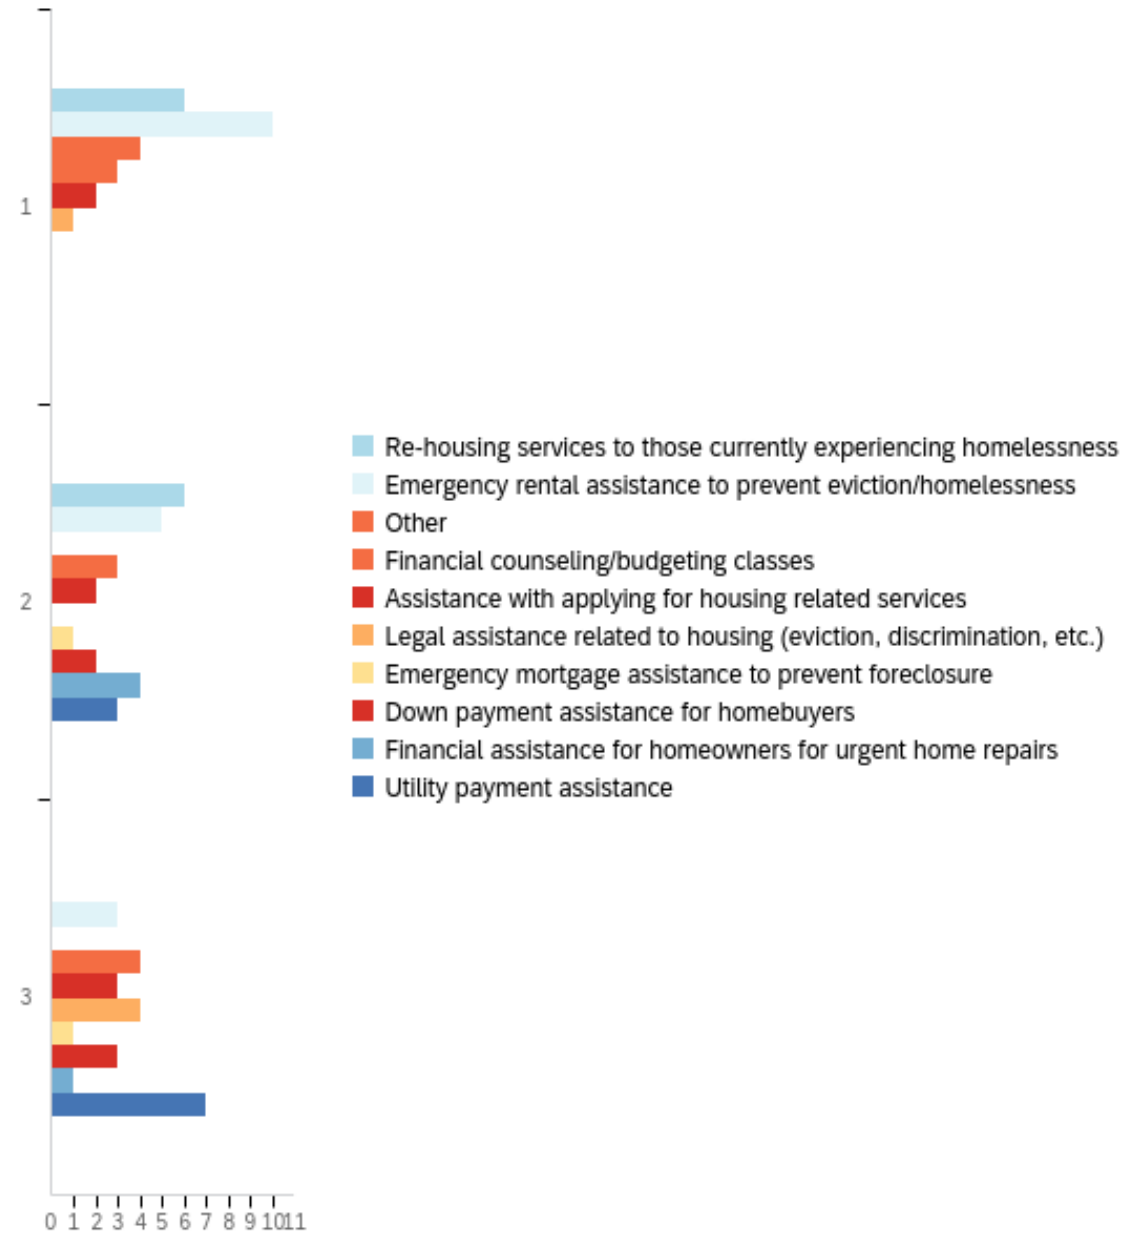 1
2
3
Re-housing services to those currently experiencing homelessness
Emergency rental assistance to prevent eviction/homelessness
Other
Financial counseling/budgeting classes
Assistance with applying for housing related services
Legal assistance related to housing (eviction, discrimination, etc.)
Emergency mortgage assistance to prevent foreclosure
Down payment assistance for homebuyers
Financial assistance for homeowners for urgent home repairs
Utility payment assistance
0 1 2 3 4 5 6 7 8 9 10 11